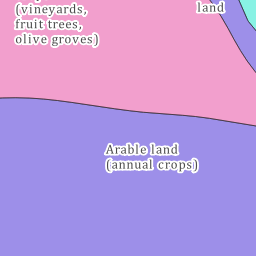 (vineyards,
fruit trees,
olive groves)
land
Arable land
(annual crops)